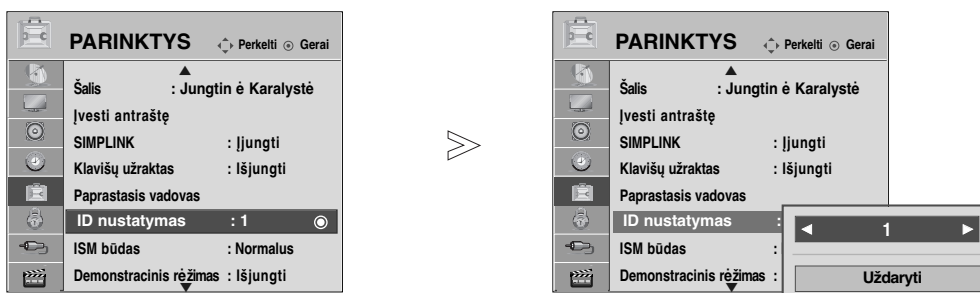 PARINKTYS Perkelti Gerai
Šalis : Jungtin ė Karalystė
Įvesti antraštę
SIMPLINK : Įjungti
Klavišų užraktas : Išjungti
Paprastasis vadovas
ID nustatymas : 1
ISM būdas : Normalus
Demonstracinis rėžimas : Išjungti
PARINKTYS Perkelti Gerai
Šalis : Jungtin ė Karalystė
Įvesti antraštę
SIMPLINK : Įjungti
Klavišų užraktas : Išjungti
Paprastasis vadovas
ID nustatymas :
ISM būdas :
Demonstracinis rėžimas :
◄ 1 ►
Uždaryti